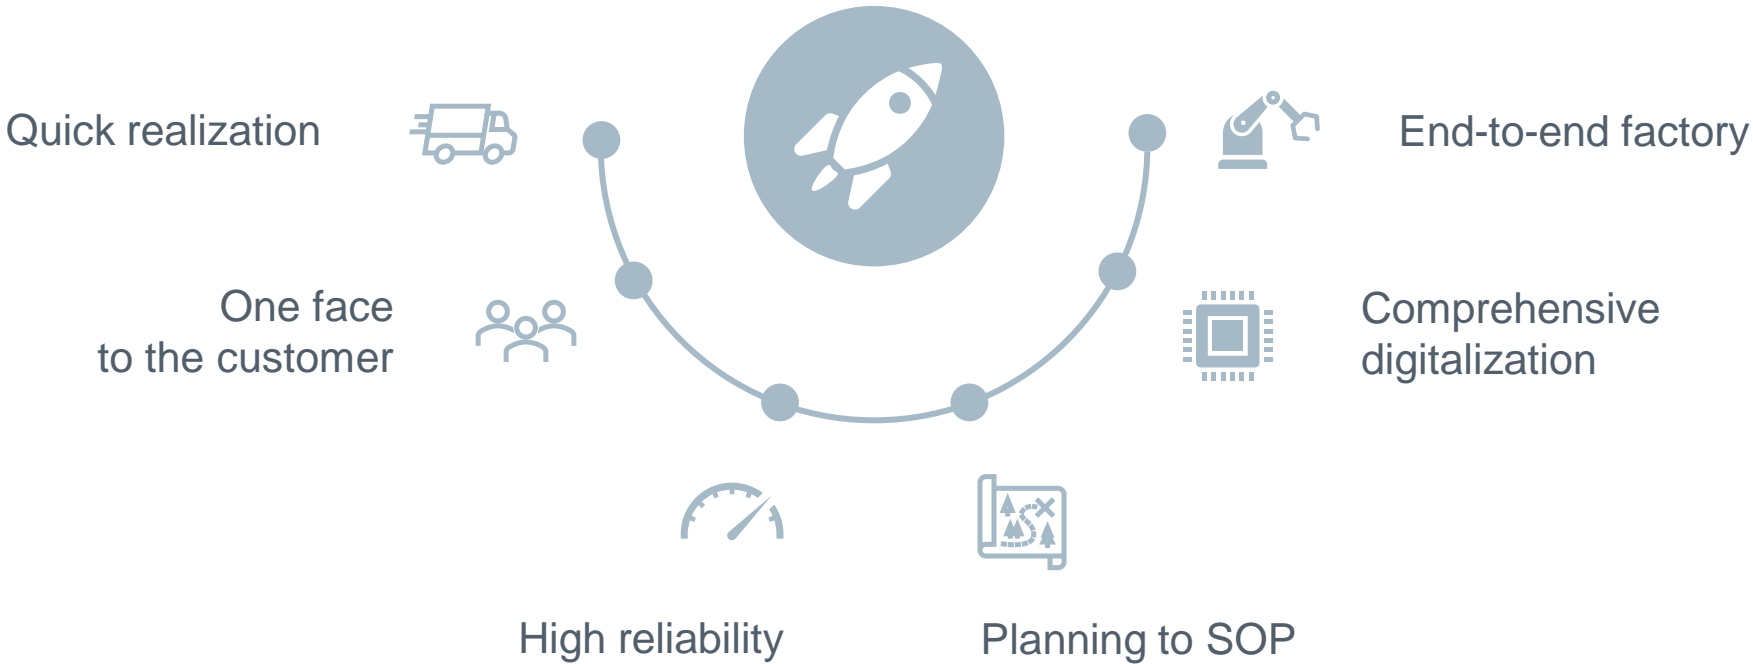 Quick realization
End-to-end factory
One face
to the customer
Comprehensive
digitalization
High reliability
Planning to SOP